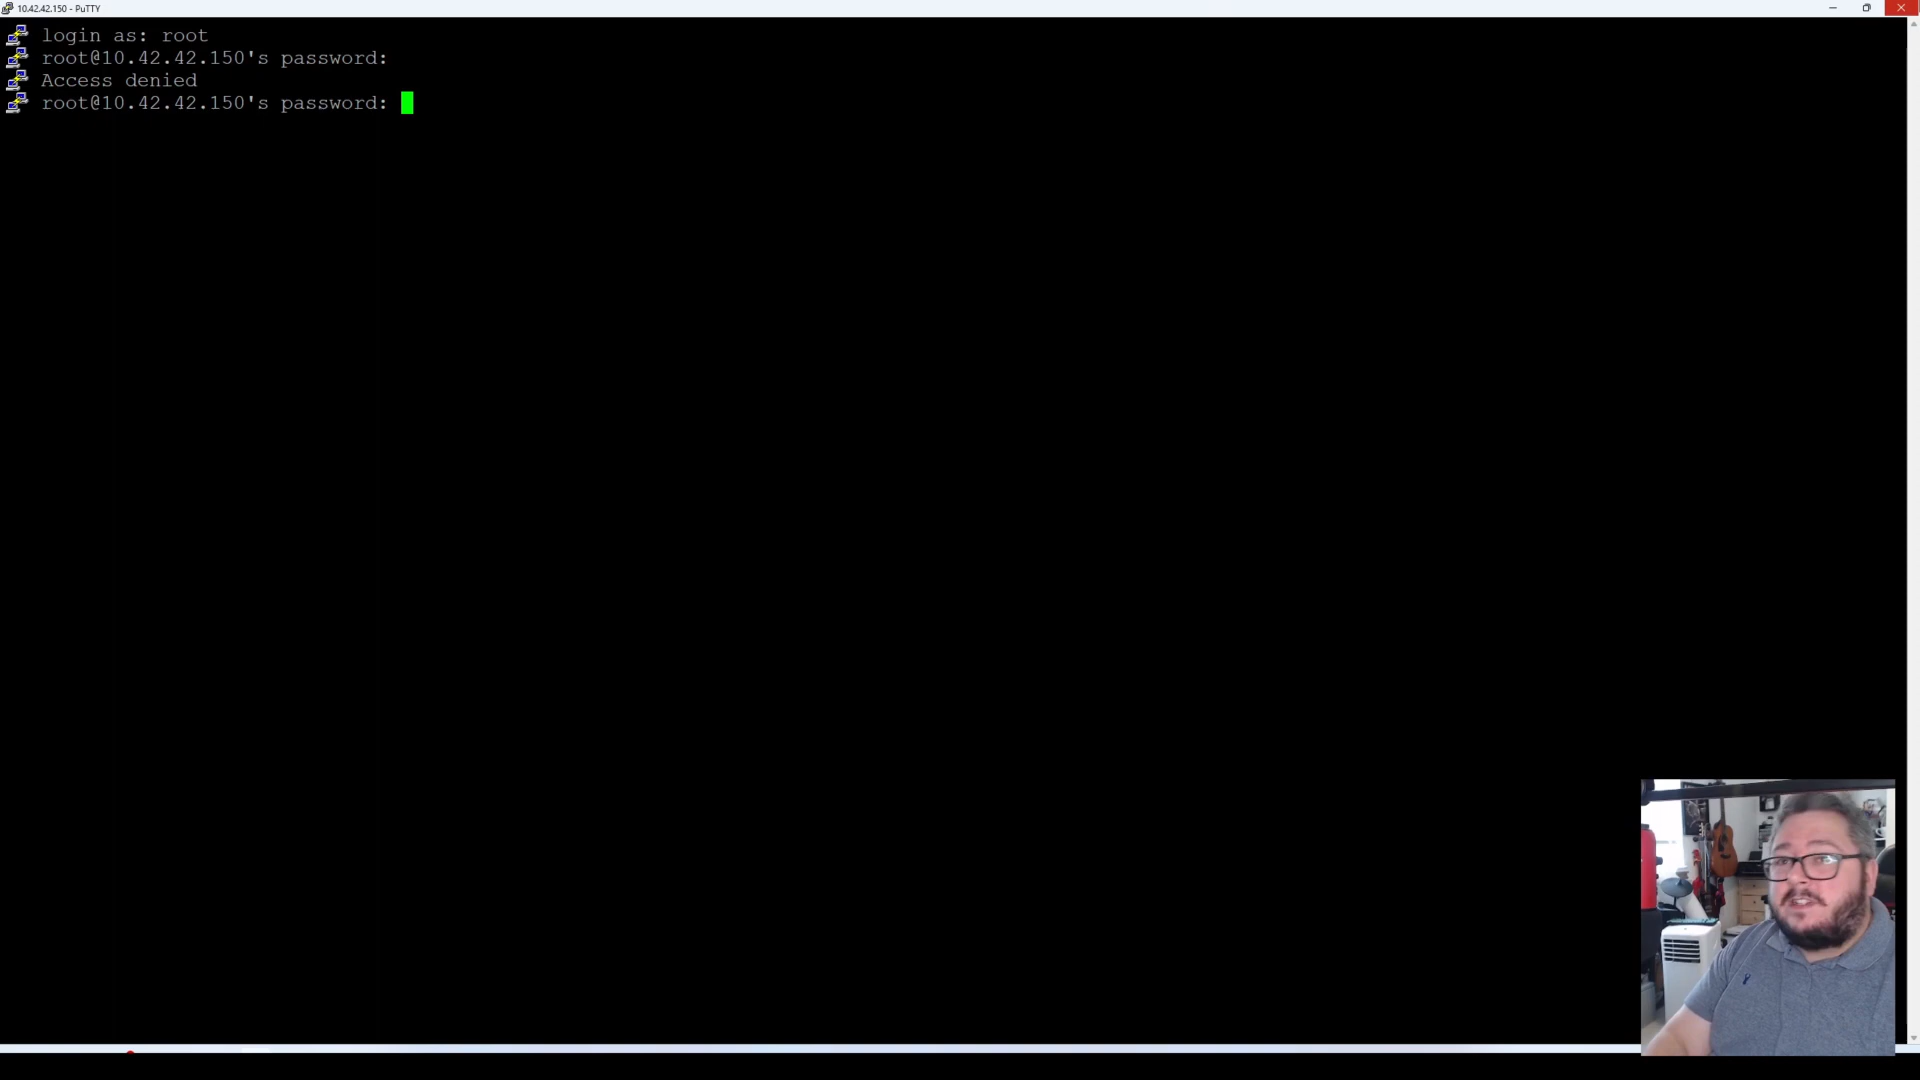 10.42.42.150 - PuTTY
login as: root
root@10.42.42.150's password:
Access denied
root@10.42.42.150's password: